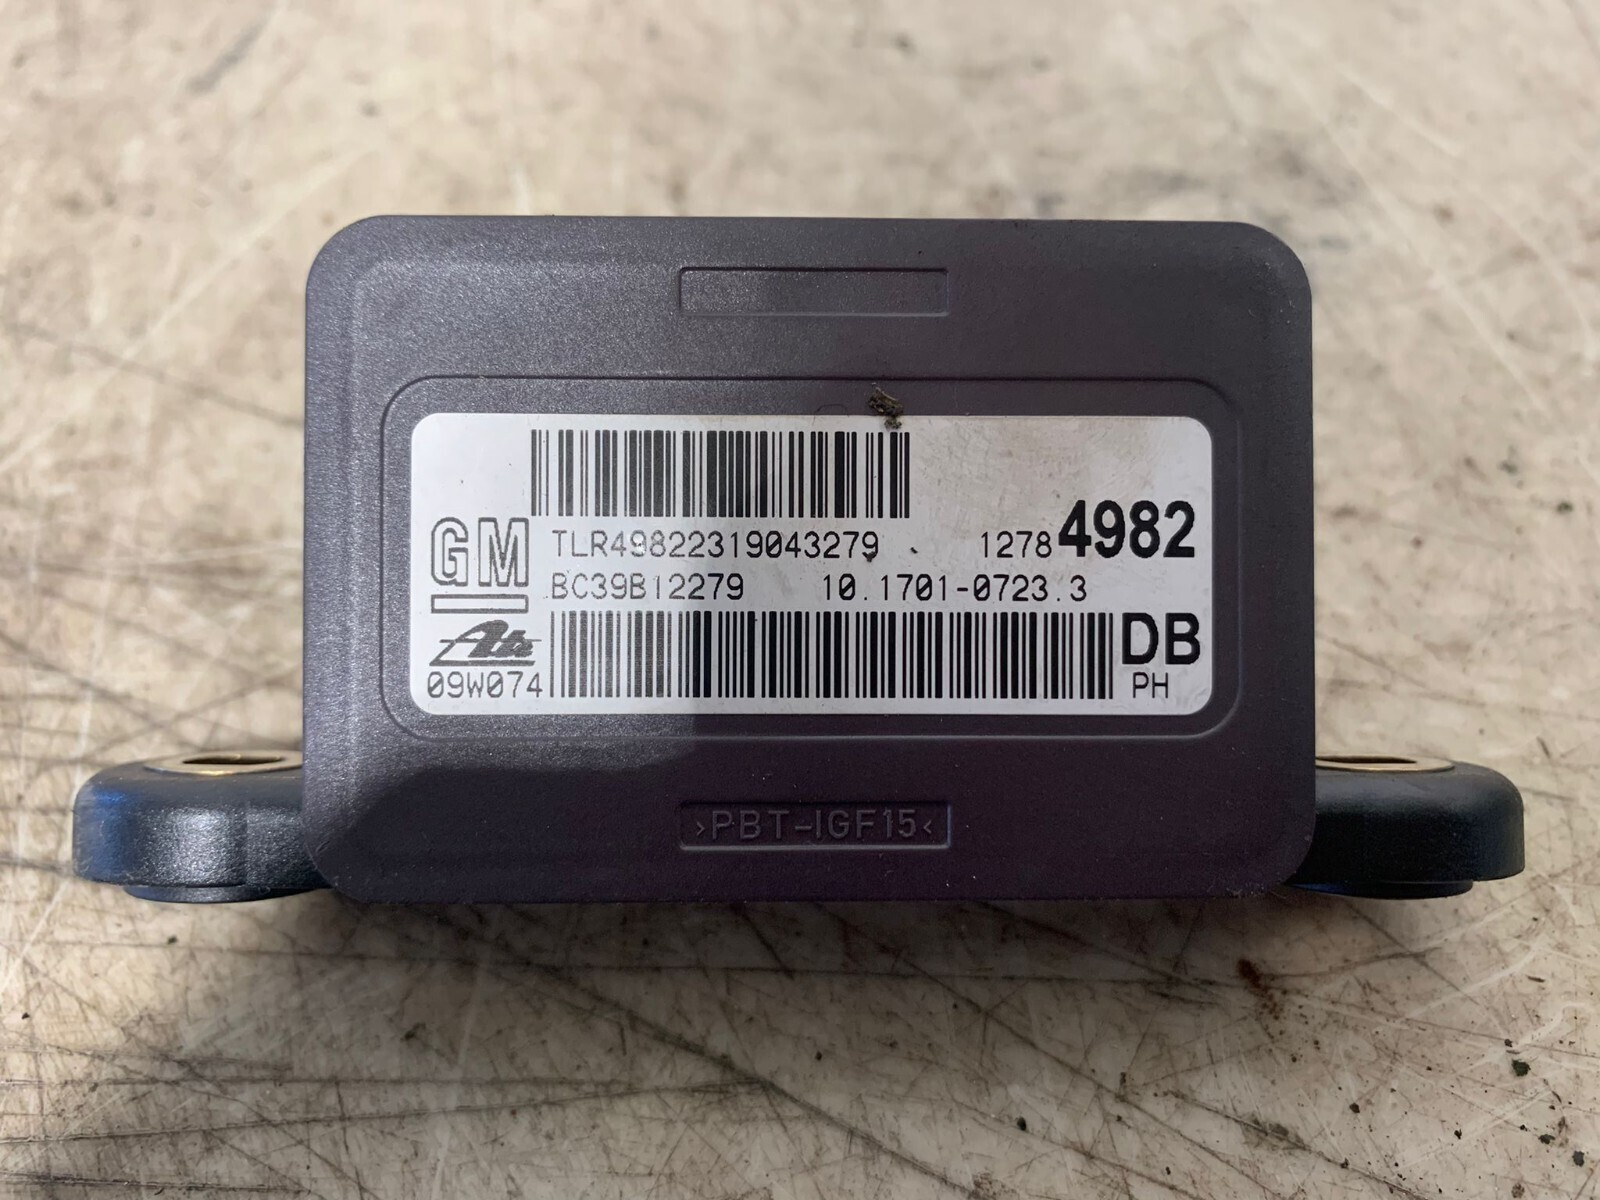 TLR49822319043279 12784982
GM
BC39B12279 10.1701-0723.3
Ate
DB
09W074
PH
>PBT-IGF15<